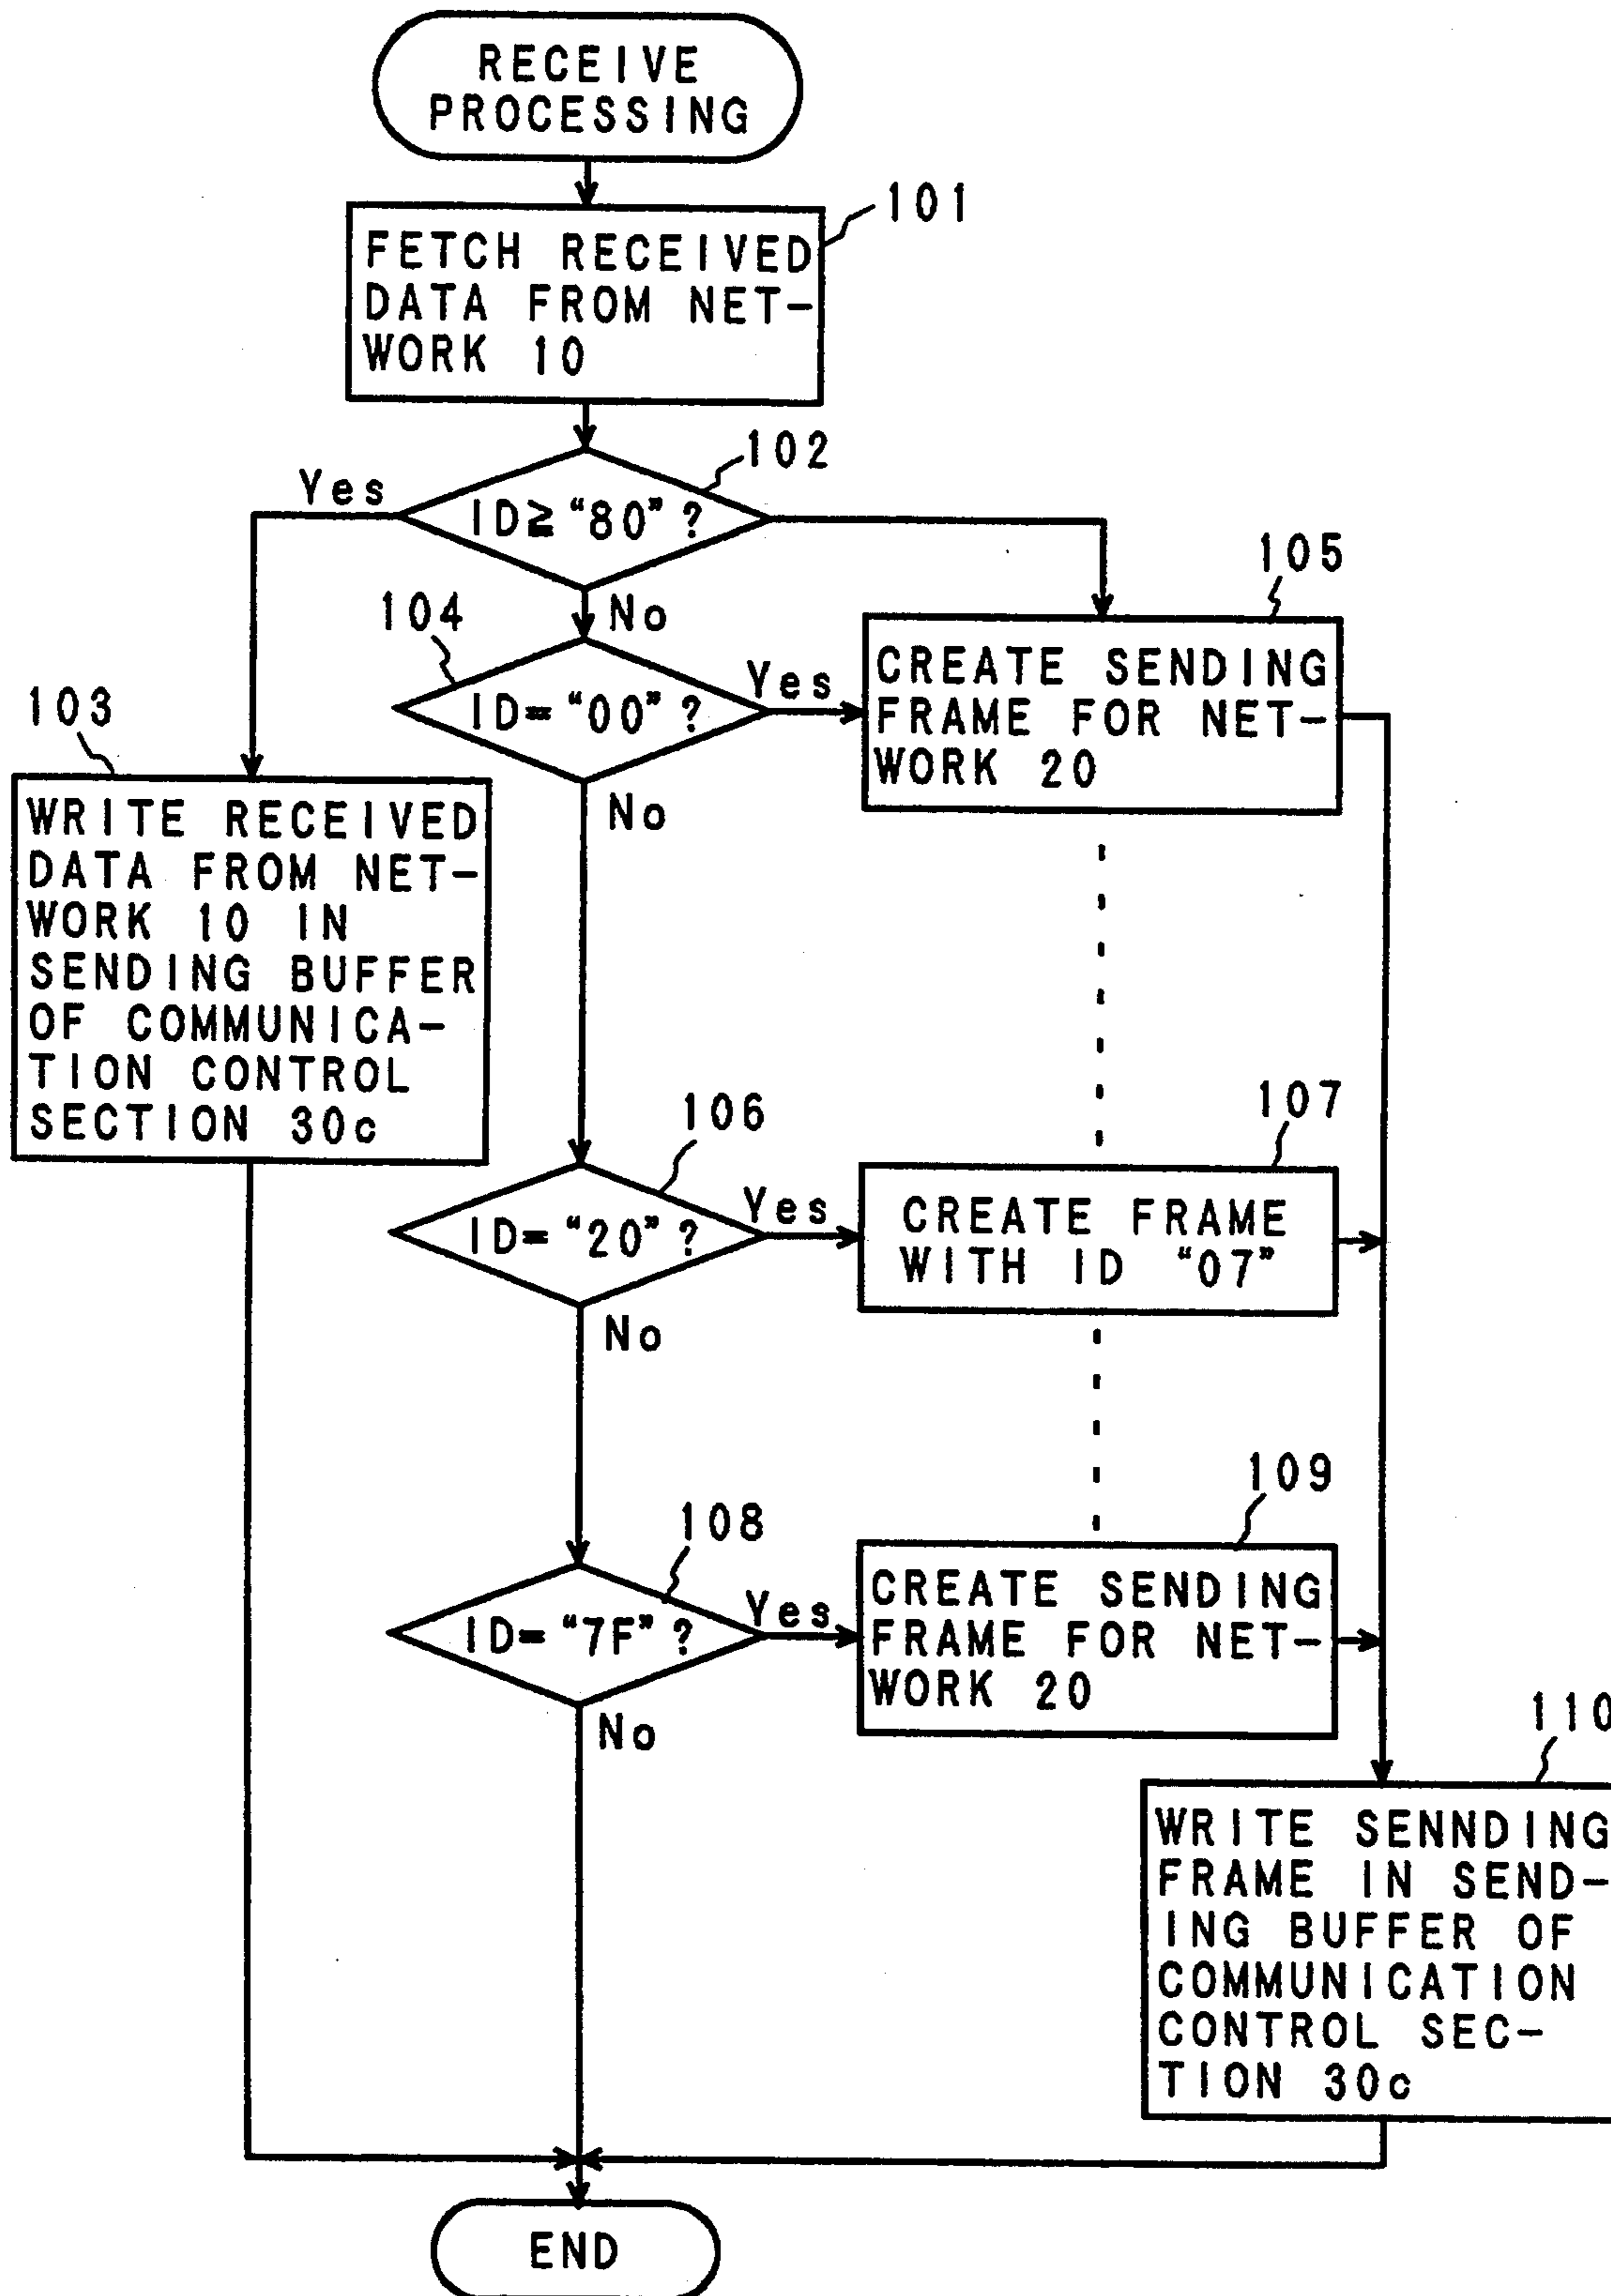 RECEIVE
PROCESSING
101
FETCH RECEIVED
DATA FROM NET-
WORK 10
102
Yes
ID≧“80”?
No
105
104
CREATE SENDING
FRAME FOR NET-
WORK 20
Yes
ID=“00”?
No
103
WRITE RECEIVED
DATA FROM NET-
WORK 10 IN
SENDING BUFFER
OF COMMUNICA-
TION CONTROL
SECTION 30c
106
107
ID=“20”?
Yes
CREATE FRAME
WITH ID “07”
No
108
109
ID=“7F”?
Yes
CREATE SENDING
FRAME FOR NET-
WORK 20
No
110
WRITE SENNDING
FRAME IN SEND-
ING BUFFER OF
COMMUNICATION
CONTROL SEC-
TION 30c
END